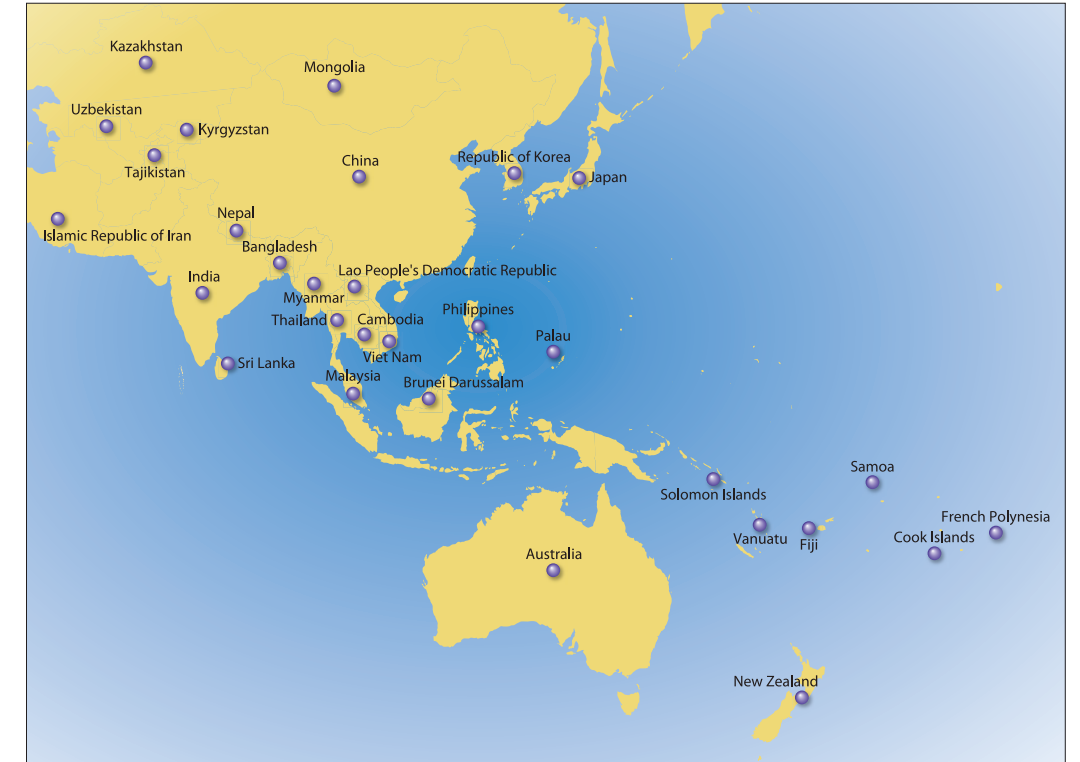 Kazakhstan
Mongolia
Uzbekistan
Kyrgyzstan
Tajikistan
China
Republic of Korea
Japan
Nepal
Islamic Republic of Iran
Bangladesh
India
Lao People's Democratic Republic
Myanmar
Thailand
Cambodia
Philippines
Viet Nam
Palau
Sri Lanka
Malaysia
Brunei Darussalam
Samoa
Solomon Islands
French Polynesia
Vanuatu
Fiji
Cook Islands
Australia
New Zealand